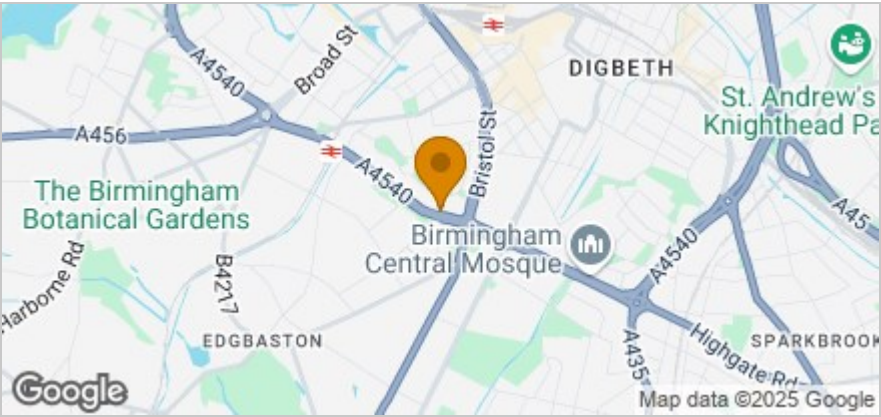 Broad St
A4540
DIGBETH
St. Andrew's
Knighthead Pa
A456
Bristol St
A4540
The Birmingham
Botanical Gardens
A45
Birmingham
Central Mosque
A4540
Harborne Rd
B4217
EDGBASTON
A435
Highgate Rd
SPARKBROOK
Google
Map data ©2025 Google